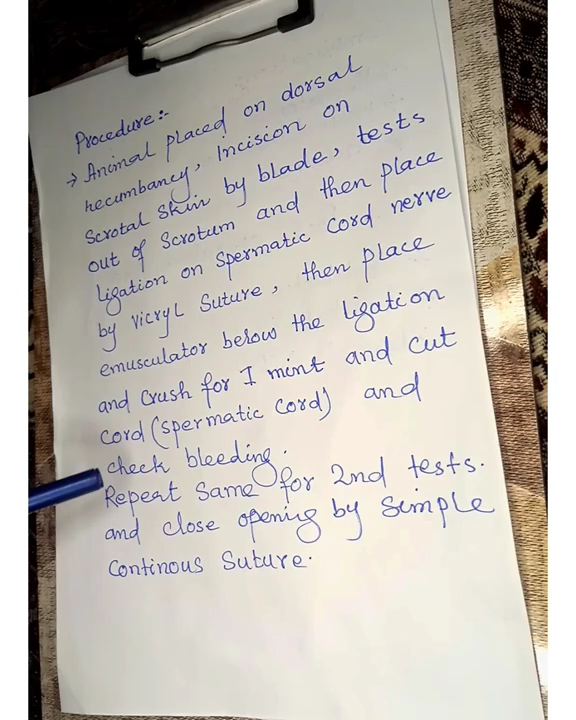 Procedure:-
→ Animal placed on dorsal
recumbancy, Incision on
Scrotal skin by blade, tests
out of Scrotum and then place
ligation on Spermatic Cord nerve
by vicryl Suture, then place
emusculator below the ligation
and Crush for 1 mint and cut
Cord (spermatic Cord) and
check bleeding.
Repeat Same for 2nd tests.
and close opening by Simple
Continous Suture.